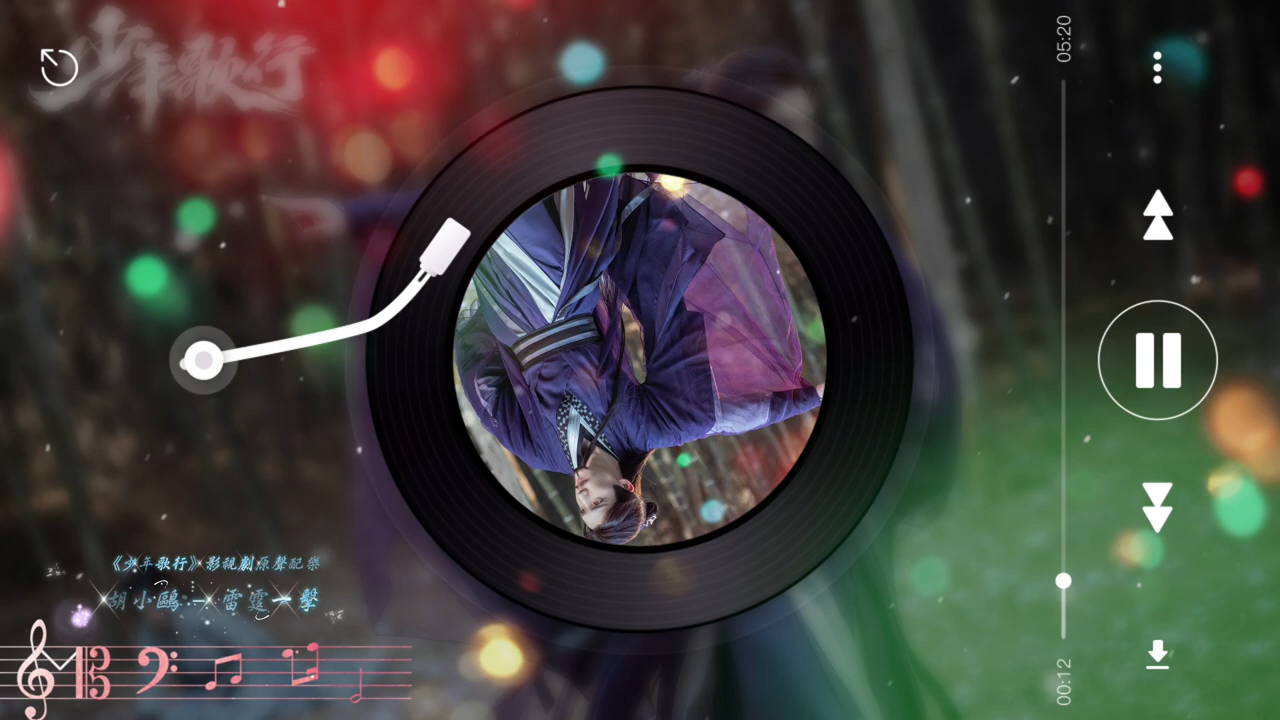 少年歌行
05:20
00:12
《少年歌行》影視劇原聲配樂
胡小鷗 — 雷霆一擊